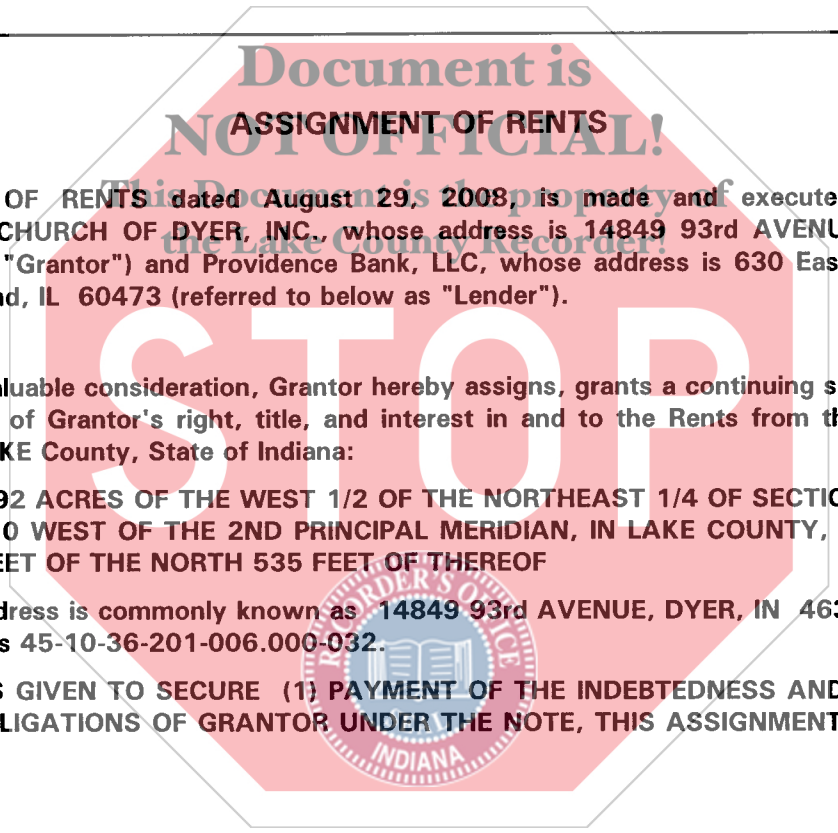 Document is
ASSIGNMENT OF RENTS
NOT OFFICIAL!
OF RENTS dated August 29, 2008, is made and execute
This Document is the property of
CHURCH OF DYER, INC., whose address is 14849 93rd AVENU
the Lake County Recorder!
"Grantor") and Providence Bank, LLC, whose address is 630 Eas
d, IL 60473 (referred to below as "Lender").
STOP
luable consideration, Grantor hereby assigns, grants a continuing s
of Grantor's right, title, and interest in and to the Rents from th
KE County, State of Indiana:
92 ACRES OF THE WEST 1/2 OF THE NORTHEAST 1/4 OF SECTIO
0 WEST OF THE 2ND PRINCIPAL MERIDIAN, IN LAKE COUNTY,
EET OF THE NORTH 535 FEET OF THEREOF
dress is commonly known as 14849 93rd AVENUE, DYER, IN 463
s 45-10-36-201-006.000-032.
S GIVEN TO SECURE (1) PAYMENT OF THE INDEBTEDNESS AND
LIGATIONS OF GRANTOR UNDER THE NOTE, THIS ASSIGNMENT
RECORDER'S OFFICE
INDIANA